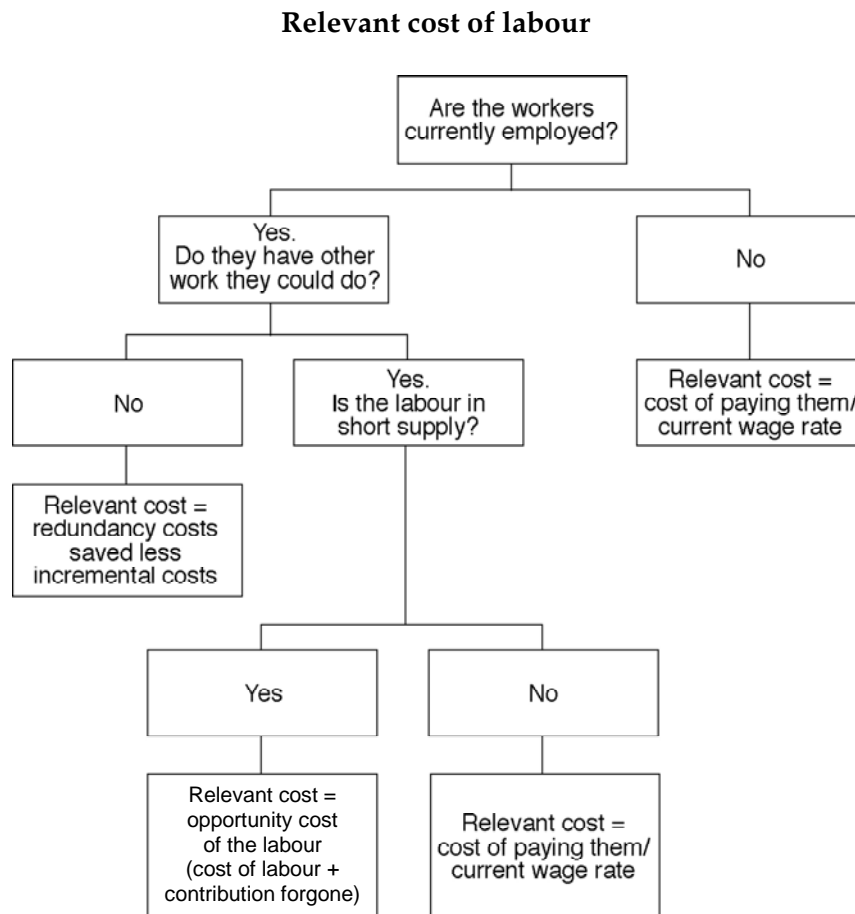 Relevant cost of labour
Are the workers
currently employed?
Yes.
Do they have other
work they could do?
No
No
Yes.
Is the labour in
short supply?
Relevant cost =
cost of paying them/
current wage rate
Relevant cost =
redundancy costs
saved less
incremental costs
Yes
No
Relevant cost =
opportunity cost
of the labour
(cost of labour +
contribution forgone)
Relevant cost =
cost of paying them/
current wage rate